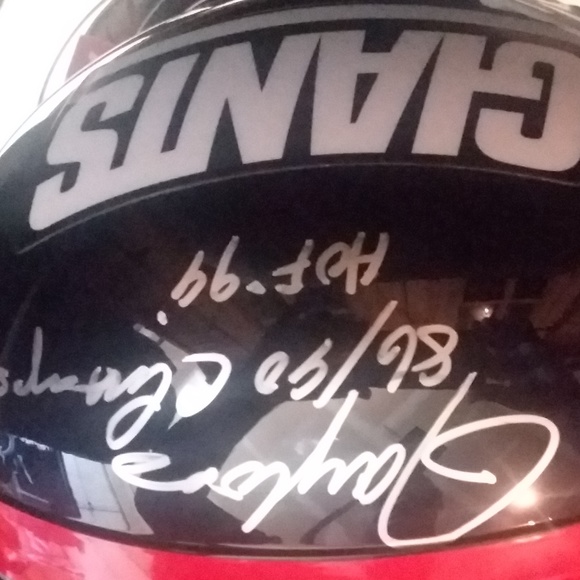 Taylor
86/90 Champs
HOF-99.
GIANTS